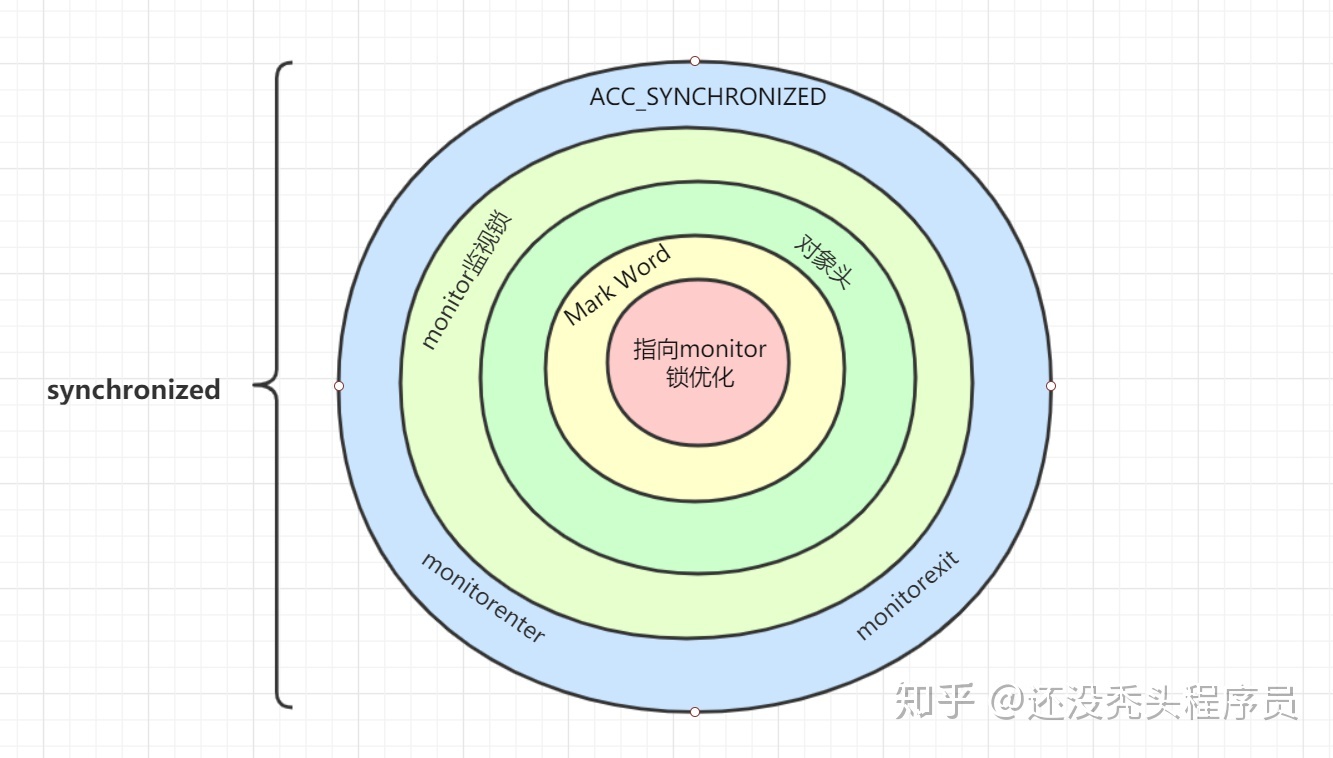 ACC_SYNCHRONIZED
monitor监视锁
对象头
Mark Word
指向monitor
锁优化
synchronized
monitorenter
monitorexit
知乎 @还没秃头程序员